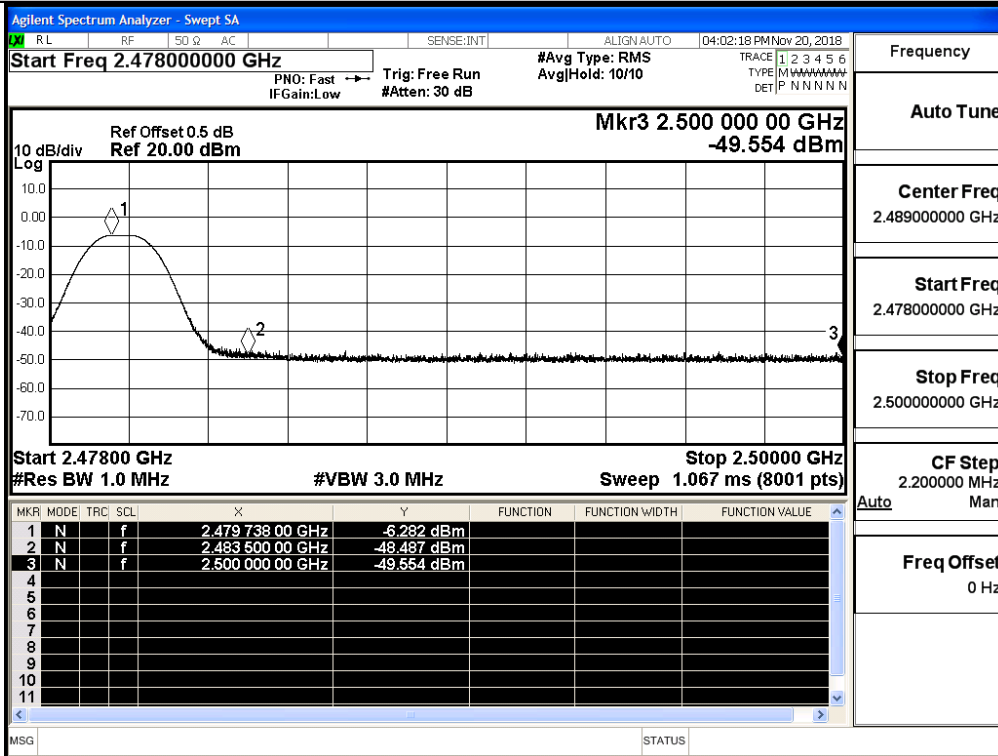 Agilent Spectrum Analyzer - Swept SA
LXI RL RF 50 Ω AC SENSE:INT ALIGN AUTO 04:02:18 PM Nov 20, 2018
Start Freq 2.478000000 GHz
PNO: Fast
IFGain:Low
Trig: Free Run
#Atten: 30 dB
#Avg Type: RMS
Avg|Hold: 10/10
TRACE 1 2 3 4 5 6
TYPE M
DET P N N N N N
Ref Offset 0.5 dB
10 dB/div Ref 20.00 dBm
Log
Mkr3 2.500 000 00 GHz
-49.554 dBm
10.0
0.00
-10.0
-20.0
-30.0
-40.0
-50.0
-60.0
-70.0
1
2
3
Start 2.47800 GHz Stop 2.50000 GHz
#Res BW 1.0 MHz #VBW 3.0 MHz Sweep 1.067 ms (8001 pts)
MKR MODE TRC SCL X Y FUNCTION FUNCTION WIDTH FUNCTION VALUE
1 N f 2.479 738 00 GHz -6.282 dBm
2 N f 2.483 500 00 GHz -48.487 dBm
3 N f 2.500 000 00 GHz -49.554 dBm
4
5
6
7
8
9
10
11
MSG STATUS
Frequency
Auto Tune
Center Freq
2.489000000 GHz
Start Freq
2.478000000 GHz
Stop Freq
2.500000000 GHz
CF Step
2.200000 MHz
Auto Man
Freq Offset
0 Hz